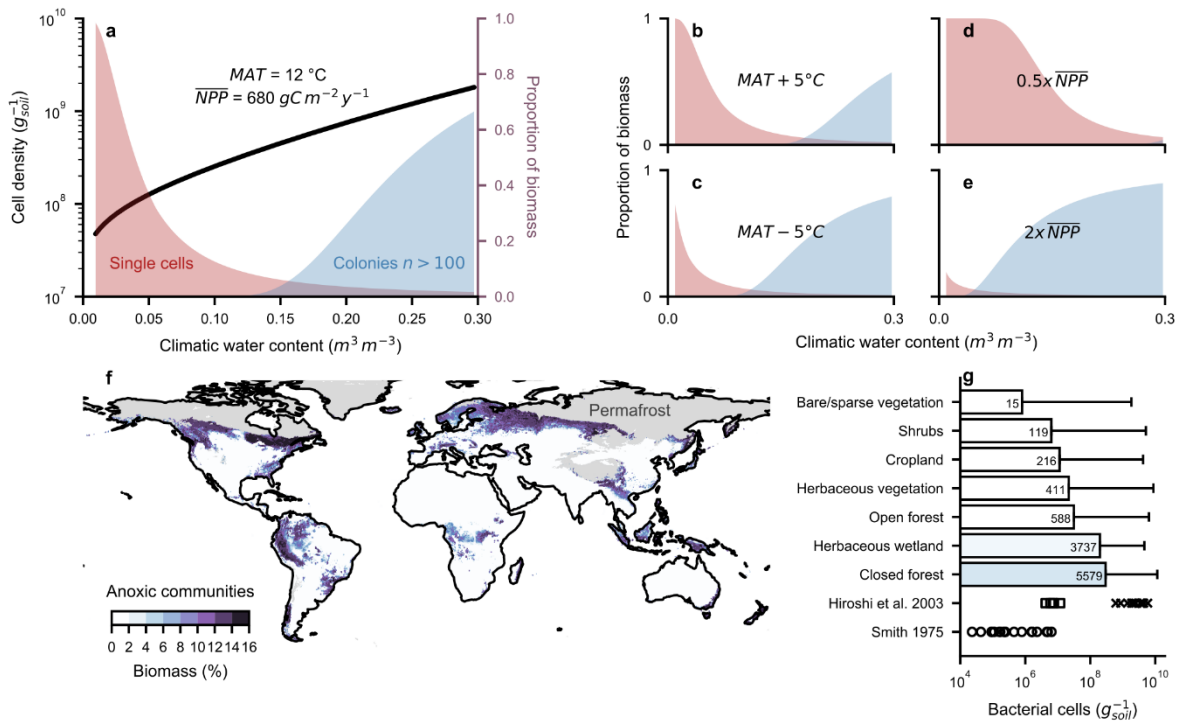 a
MAT = 12 °C
NPP = 680 gC m⁻² y⁻¹
Cell density (g⁻¹soil)
10¹⁰
10⁹
10⁸
10⁷
Single cells
Colonies n > 100
1.0
0.8
0.6
0.4
0.2
0.0
Proportion of biomass
0.00 0.05 0.10 0.15 0.20 0.25 0.30
Climatic water content (m³ m⁻³)
Proportion of biomass
b
1
MAT + 5°C
0
d
1
0.5x NPP
0
0.0 0.3
c
1
MAT − 5°C
0
e
1
2x NPP
0
0.0 0.3
Climatic water content (m³ m⁻³)
f
Permafrost
Anoxic communities
0 2 4 6 8 10 12 14 16
Biomass (%)
g
Bare/sparse vegetation 15
Shrubs 119
Cropland 216
Herbaceous vegetation 411
Open forest 588
Herbaceous wetland 3737
Closed forest 5579
Hiroshi et al. 2003
Smith 1975
10⁴ 10⁶ 10⁸ 10¹⁰
Bacterial cells (g⁻¹soil)